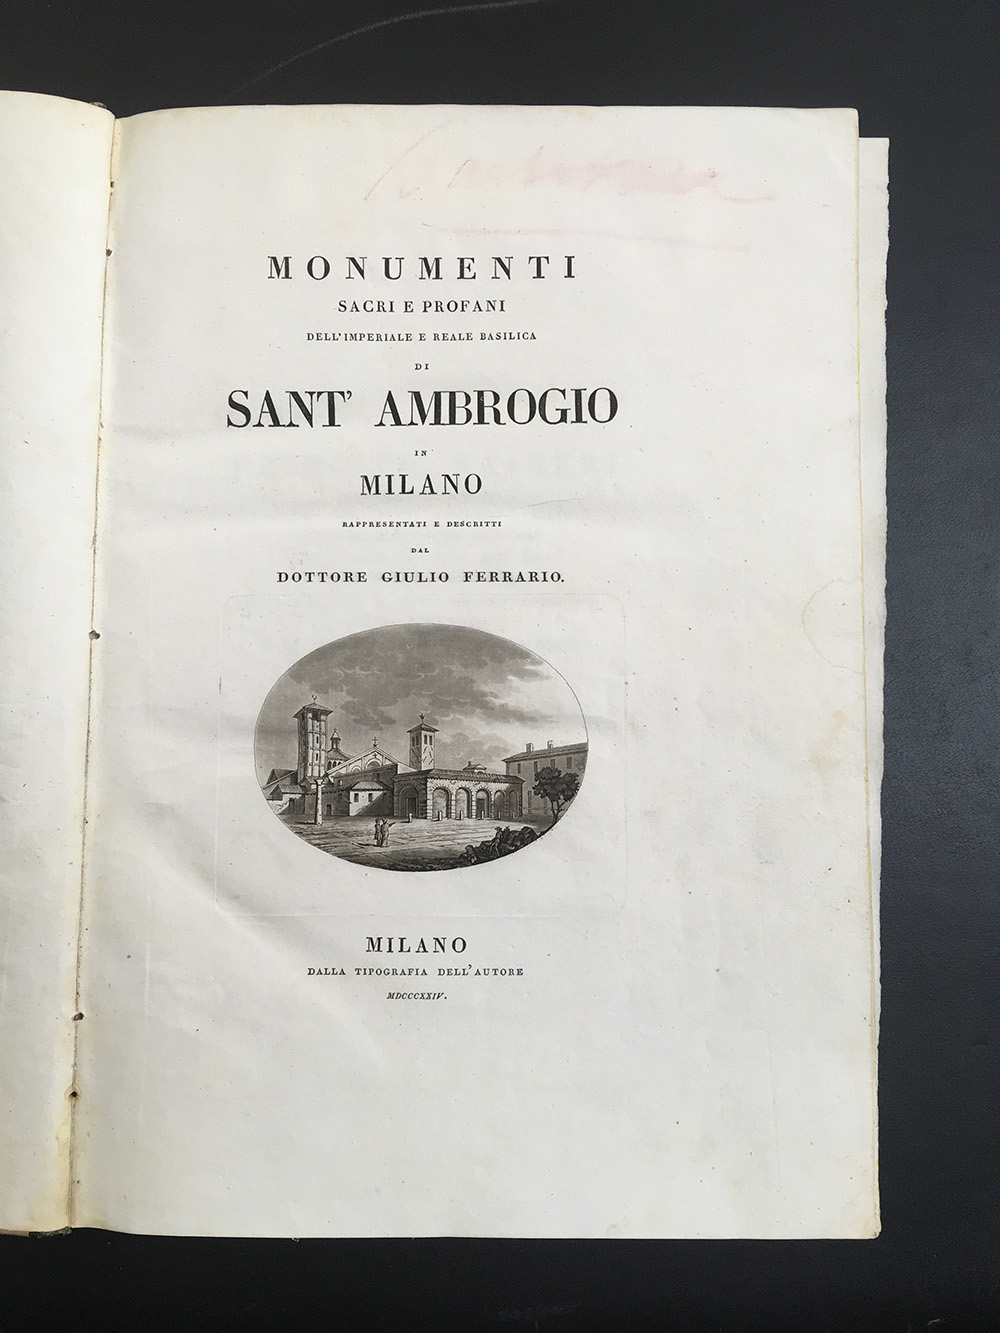 MONUMENTI
SACRI E PROFANI
DELL'IMPERIALE E REALE BASILICA
DI
SANT' AMBROGIO
IN
MILANO
RAPPRESENTATI E DESCRITTI
DAL
DOTTORE GIULIO FERRARIO.
MILANO
DALLA TIPOGRAFIA DELL'AUTORE
MDCCCXXIV.